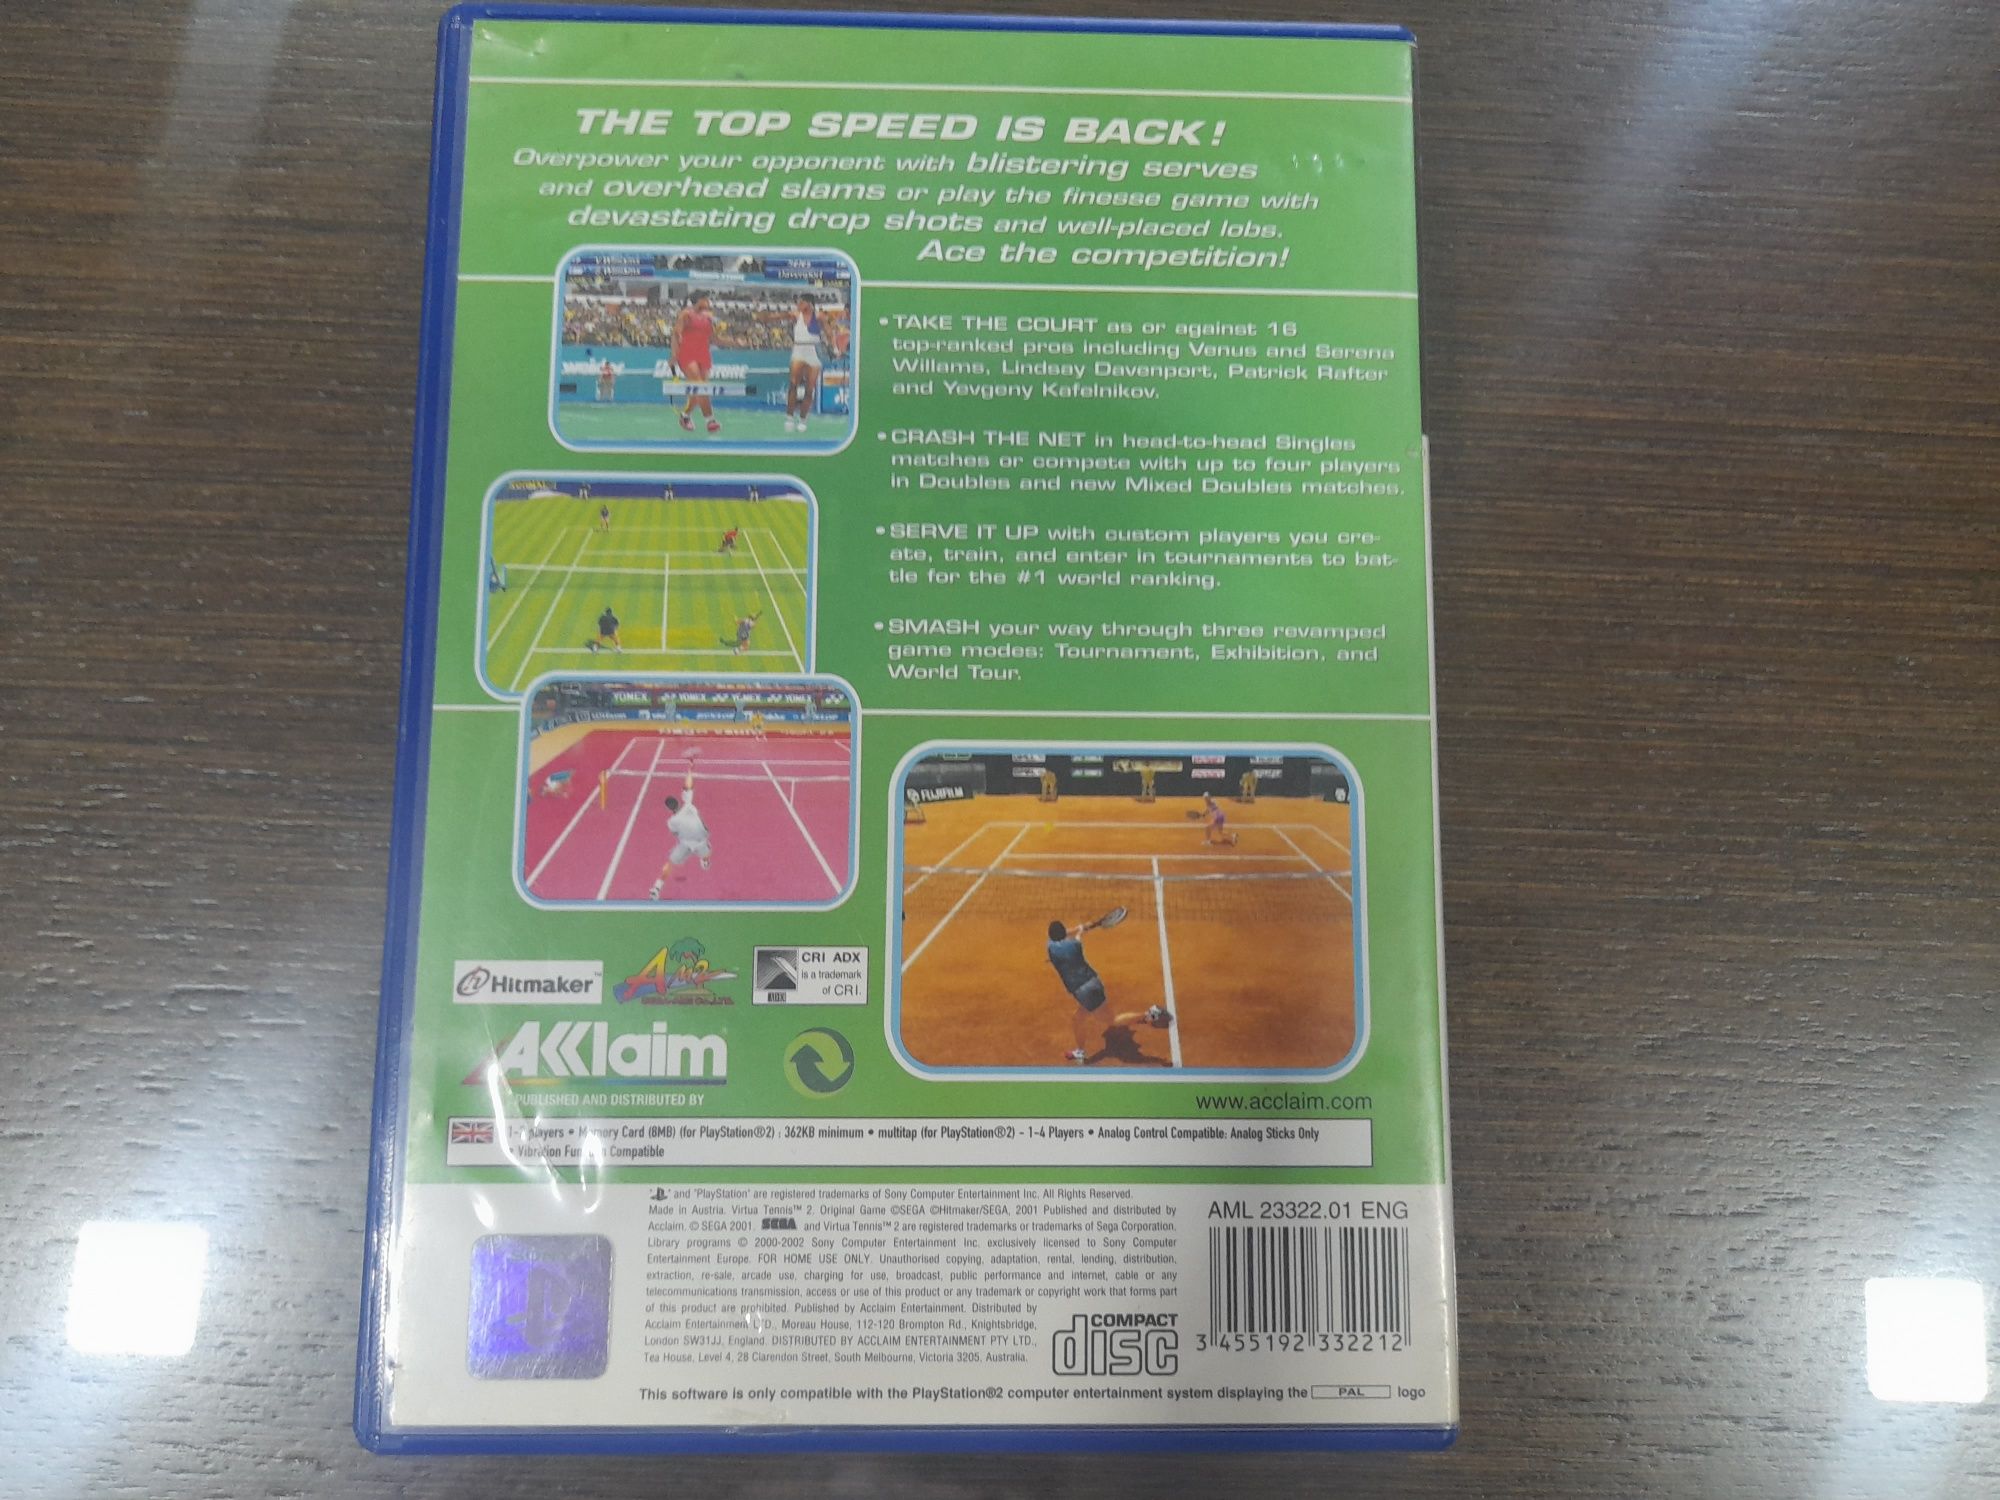 THE TOP SPEED IS BACK!
Overpower your opponent with blistering serves
and overhead slams or play the finesse game with
devastating drop shots and well-placed lobs.
Ace the competition!
• TAKE THE COURT as or against 16
top-ranked pros including Venus and Serena
Williams, Lindsay Davenport, Patrick Rafter
and Yevgeny Kafelnikov.
• CRASH THE NET in head-to-head Singles
matches or compete with up to four players
in Doubles and new Mixed Doubles matches.
• SERVE IT UP with custom players you cre-
ate, train, and enter in tournaments to bat-
tle for the #1 world ranking.
• SMASH your way through three revamped
game modes: Tournament, Exhibition, and
World Tour.
YONEX YONEX YONEX YONEX
FUJIFILM
Hitmaker™
AM2
CRI ADX
is a trademark
of CRI.
AKKlaim
PUBLISHED AND DISTRIBUTED BY
www.acclaim.com
players • Memory Card (8MB) (for PlayStation®2) : 362KB minimum • multitap (for PlayStation®2) - 1-4 Players • Analog Control Compatible: Analog Sticks Only
• Vibration Function Compatible
" " and "PlayStation" are registered trademarks of Sony Computer Entertainment Inc. All Rights Reserved.
Made in Austria. Virtua Tennis™ 2. Original Game ©SEGA ©Hitmaker/SEGA, 2001 Published and distributed by
Acclaim. © SEGA 2001. SEGA and Virtua Tennis™ 2 are registered trademarks or trademarks of Sega Corporation.
Library programs © 2000-2002 Sony Computer Entertainment Inc. exclusively licensed to Sony Computer
Entertainment Europe. FOR HOME USE ONLY. Unauthorised copying, adaptation, rental, lending, distribution,
extraction, re-sale, arcade use, charging for use, broadcast, public performance and internet, cable or any
telecommunications transmission, access or use of this product or any trademark or copyright work that forms part
of this product are prohibited. Published by Acclaim Entertainment. Distributed by
Acclaim Entertainment LTD., Moreau House, 112-120 Brompton Rd., Knightsbridge,
London SW31JJ, England. DISTRIBUTED BY ACCLAIM ENTERTAINMENT PTY LTD.,
Tea House, Level 4, 28 Clarendon Street, South Melbourne, Victoria 3205. Australia.
COMPACT
disc
AML 23322.01 ENG
3 455192 332212
This software is only compatible with the PlayStation®2 computer entertainment system displaying the PAL logo